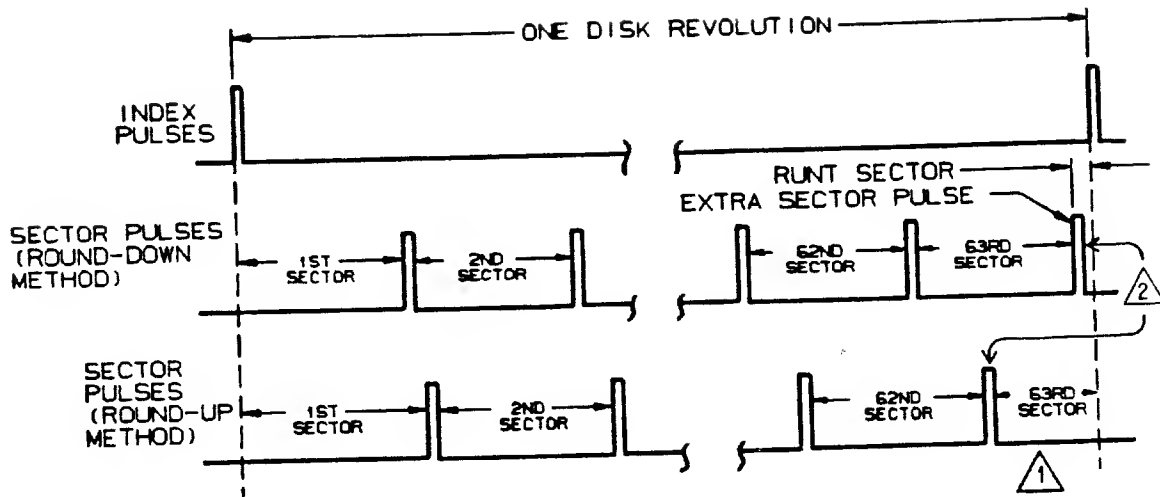 ONE DISK REVOLUTION
INDEX
PULSES
RUNT SECTOR
EXTRA SECTOR PULSE
SECTOR PULSES
(ROUND-DOWN
METHOD)
1ST
SECTOR
2ND
SECTOR
62ND
SECTOR
63RD
SECTOR
2
SECTOR
PULSES
(ROUND-UP
METHOD)
1ST
SECTOR
2ND
SECTOR
62ND
SECTOR
63RD
SECTOR
1